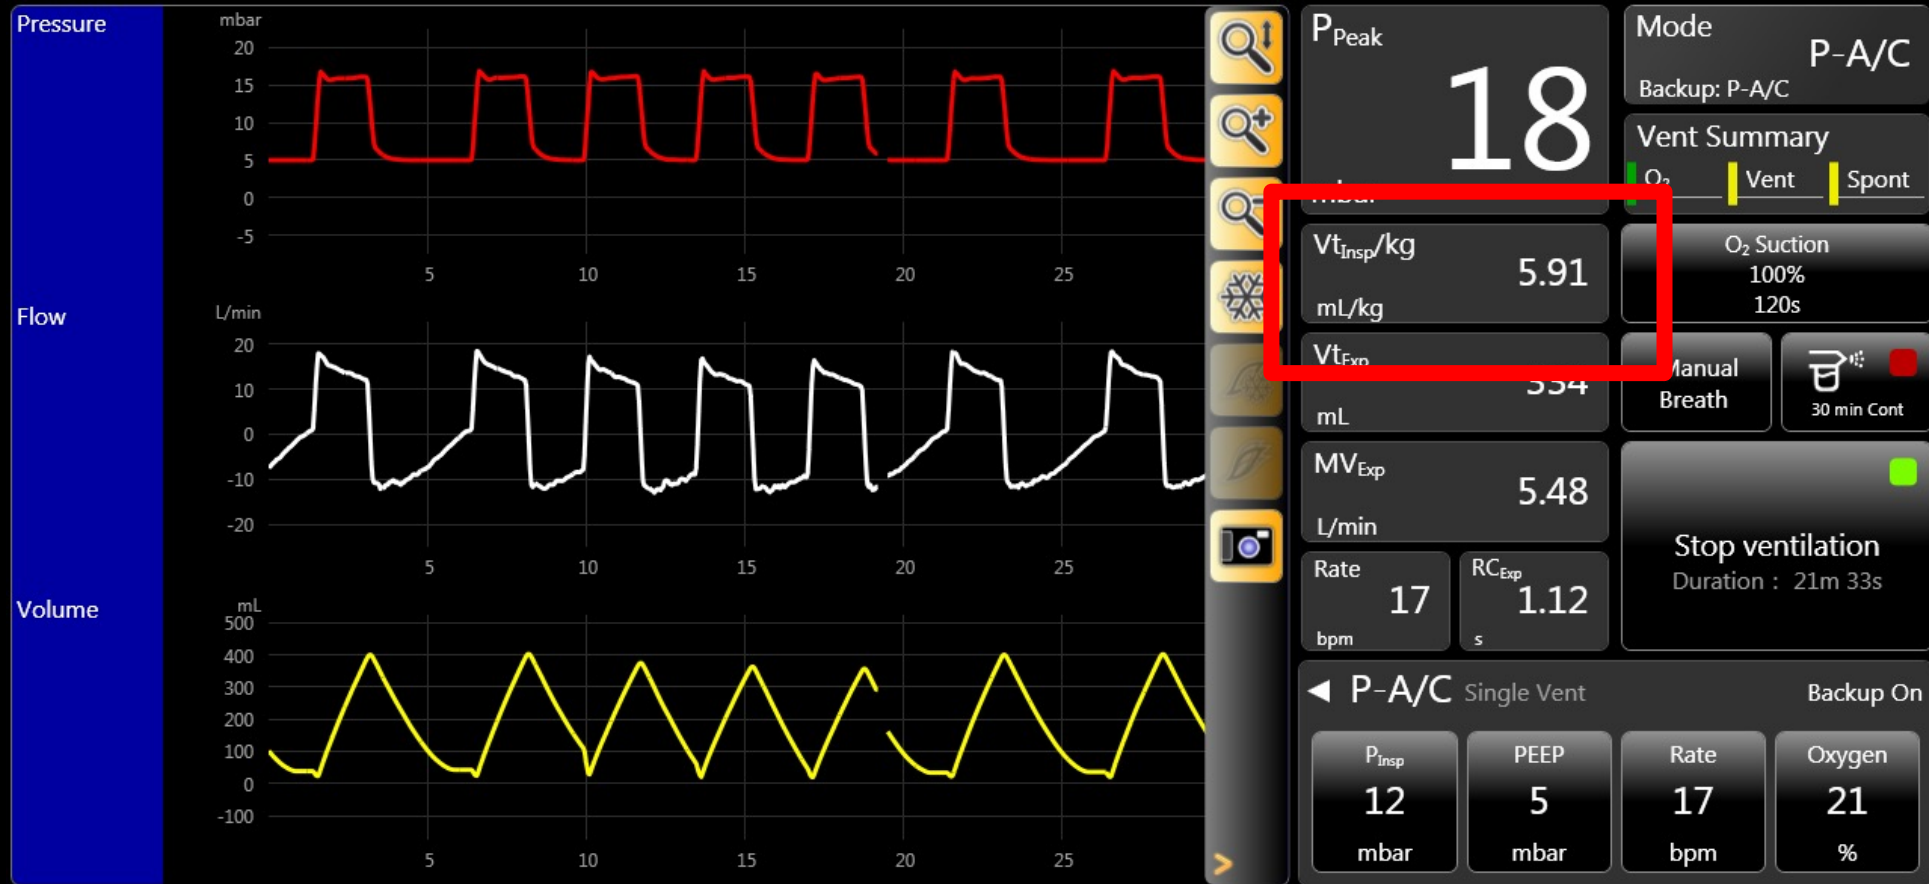 Pressure
mbar
20
15
10
5
0
-5
5
10
15
20
25
Flow
L/min
20
10
0
-10
-20
5
10
15
20
25
Volume
mL
500
400
300
200
100
0
-100
5
10
15
20
25
>
PPeak
18
mbar
VtInsp/kg
5.91
mL/kg
VtExp
334
mL
MVExp
5.48
L/min
Rate
17
bpm
RCExp
1.12
s
Mode
P-A/C
Backup: P-A/C
Vent Summary
O₂ Vent Spont
O₂ Suction
100%
120s
Manual
Breath
30 min Cont
Stop ventilation
Duration : 21m 33s
P-A/C Single Vent Backup On
PInsp
12
mbar
PEEP
5
mbar
Rate
17
bpm
Oxygen
21
%